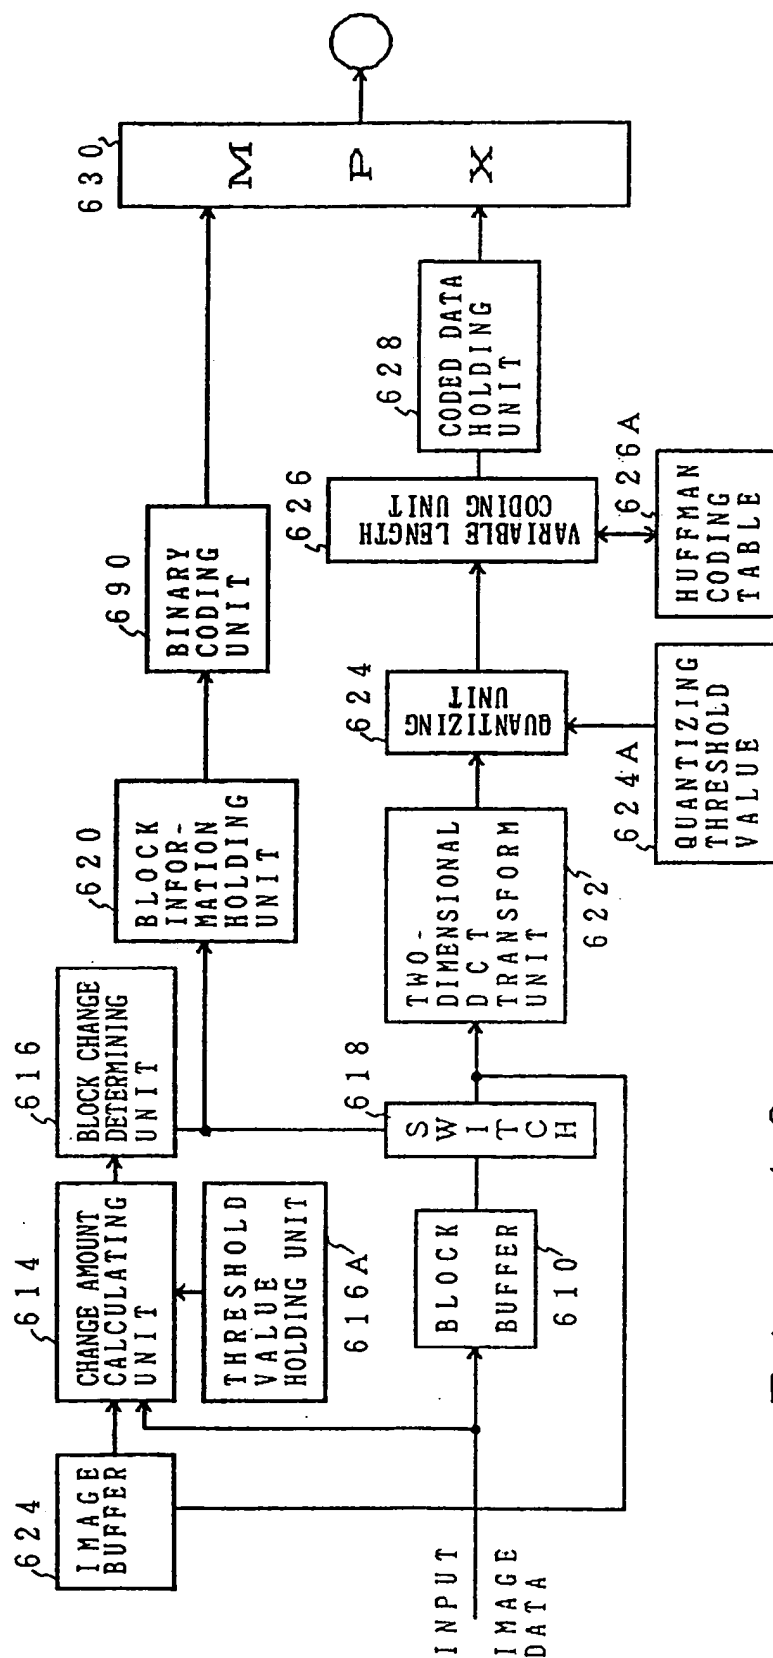 624
IMAGE
BUFFER
614
CHANGE AMOUNT
CALCULATING
UNIT
616
BLOCK CHANGE
DETERMINING
UNIT
THRESHOLD
VALUE
HOLDING UNIT
616A
620
BLOCK
INFOR-
MATION
HOLDING
UNIT
690
BINARY
CODING
UNIT
630
M
P
X
INPUT
IMAGE
DATA
BLOCK
BUFFER
610
618
SWITCH
TWO-
DIMENSIONAL
DCT
TRANSFORM
UNIT
622
624
QUANTIZING
UNIT
624A
QUANTIZING
THRESHOLD
VALUE
626
VARIABLE LENGTH
CODING UNIT
626A
HUFFMAN
CODING
TABLE
628
CODED DATA
HOLDING
UNIT